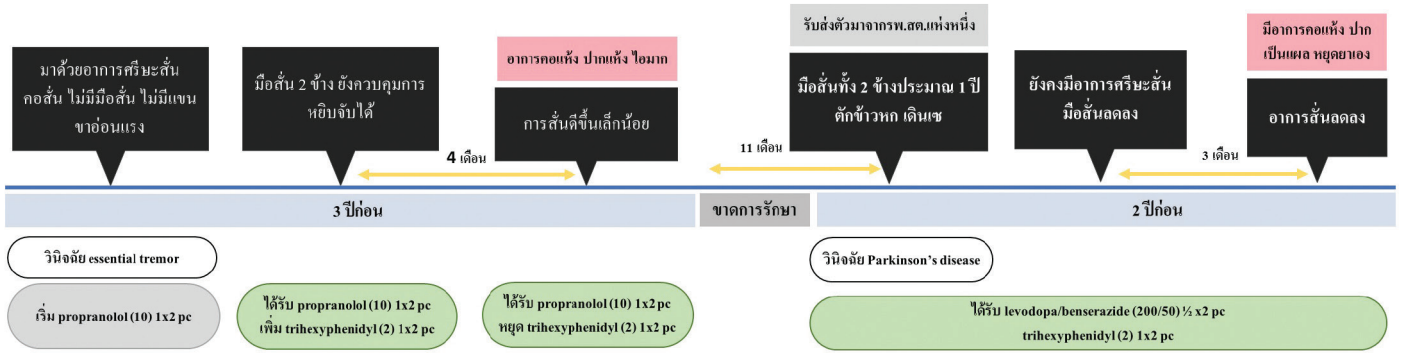 มาด้วยอาการศรีษะสั่น
คอสั่น ไม่มีมือสั่น ไม่มีแขน
ขาอ่อนแรง
มือสั่น 2 ข้าง ยังควบคุมการ
หยิบจับได้
4 เดือน
อาการคอแห้ง ปากแห้ง ไอมาก
การสั่นดีขึ้นเล็กน้อย
11 เดือน
รับส่งตัวมาจากรพ.สต.แห่งหนึ่ง
มือสั่นทั้ง 2 ข้างประมาณ 1 ปี
ตักข้าวหก เดินเซ
ยังคงมีอาการศรีษะสั่น
มือสั่นลดลง
3 เดือน
มีอาการคอแห้ง ปาก
เป็นแผล หยุดยาเอง
อาการสั่นลดลง
3 ปีก่อน
ขาดการรักษา
2 ปีก่อน
วินิจฉัย essential tremor
เริ่ม propranolol (10) 1x2 pc
ได้รับ propranolol (10) 1x2 pc
เพิ่ม trihexyphenidyl (2) 1x2 pc
ได้รับ propranolol (10) 1x2 pc
หยุด trihexyphenidyl (2) 1x2 pc
วินิจฉัย Parkinson's disease
ได้รับ levodopa/benserazide (200/50) ½ x2 pc
trihexyphenidyl (2) 1x2 pc